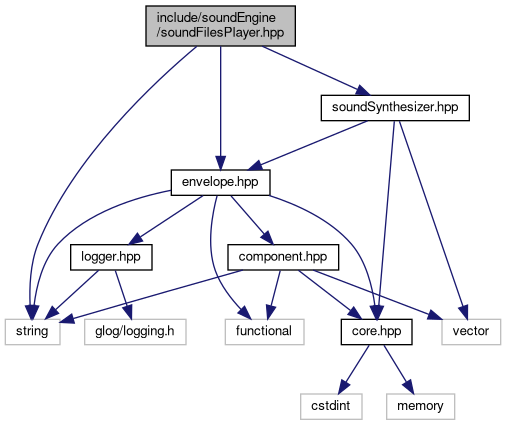 include/soundEngine
/soundFilesPlayer.hpp
soundSynthesizer.hpp
envelope.hpp
logger.hpp
component.hpp
string
glog/logging.h
functional
core.hpp
vector
cstdint
memory